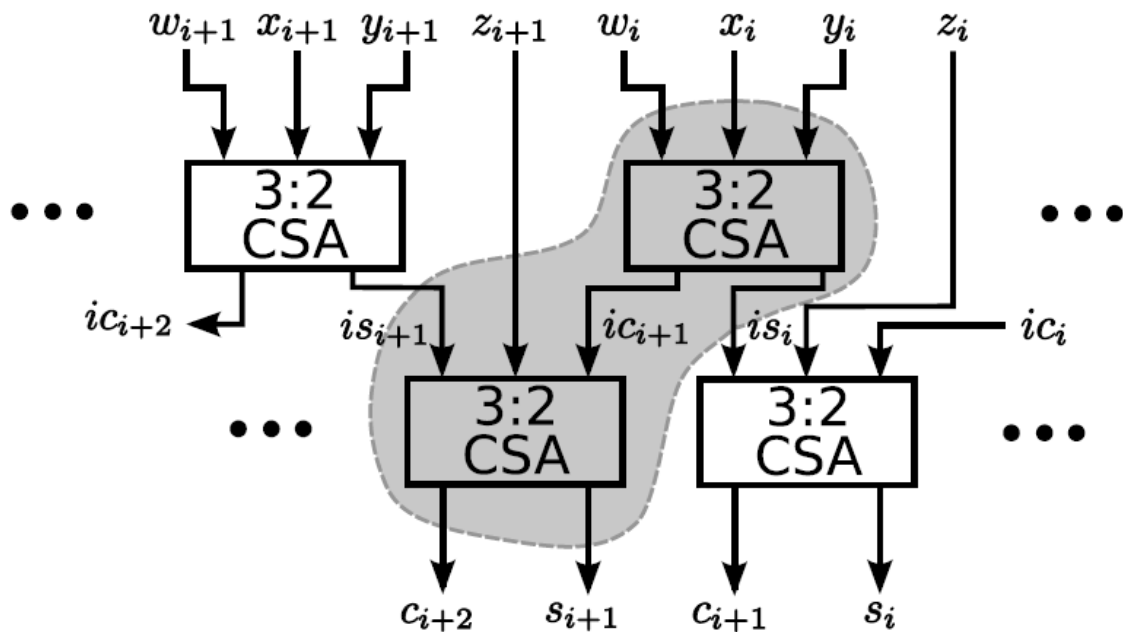 w_{i+1} x_{i+1} y_{i+1} z_{i+1} w_i x_i y_i z_i
3:2
CSA
3:2
CSA
ic_{i+2} is_{i+1} ic_{i+1} is_i ic_i
3:2
CSA
3:2
CSA
c_{i+2} s_{i+1} c_{i+1} s_i